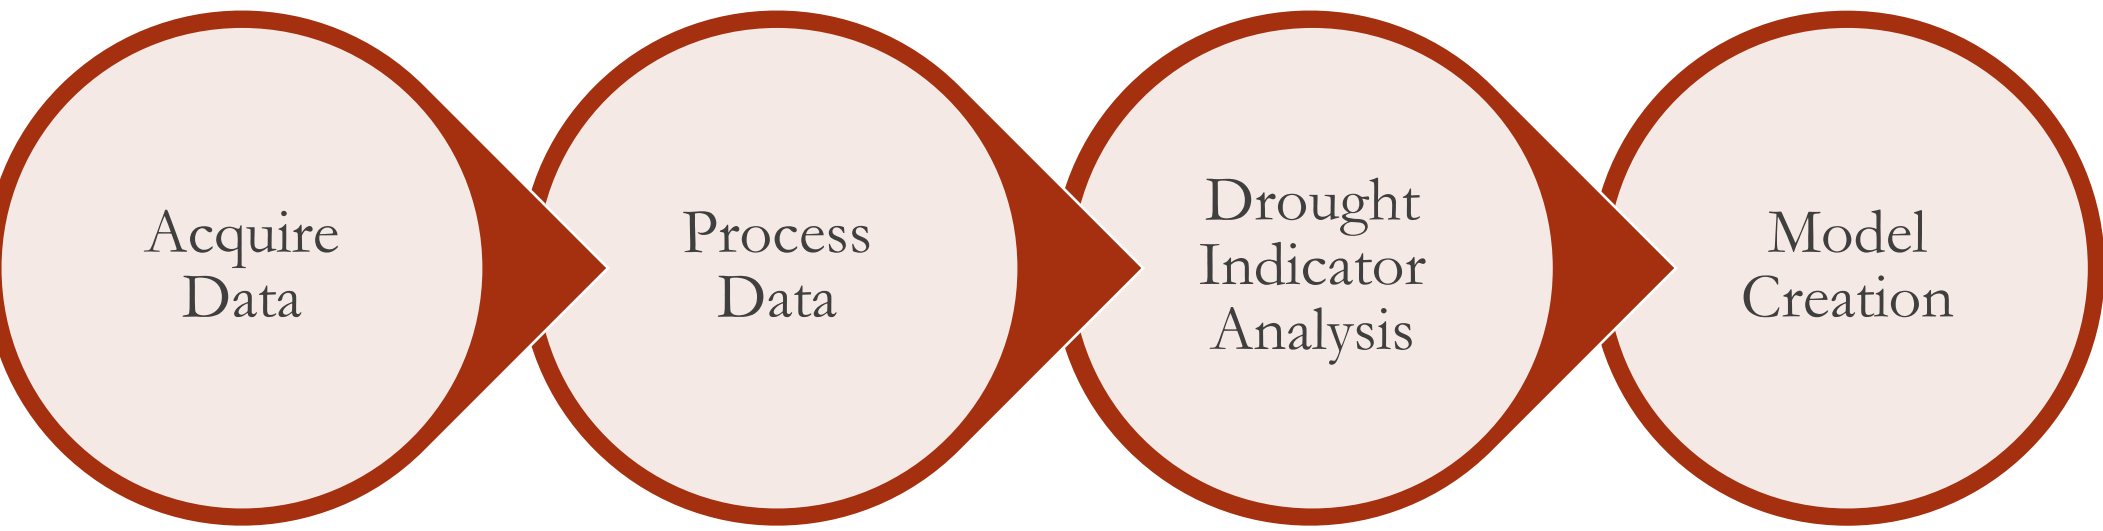 Acquire
Data
Process
Data
Drought
Indicator
Analysis
Model
Creation